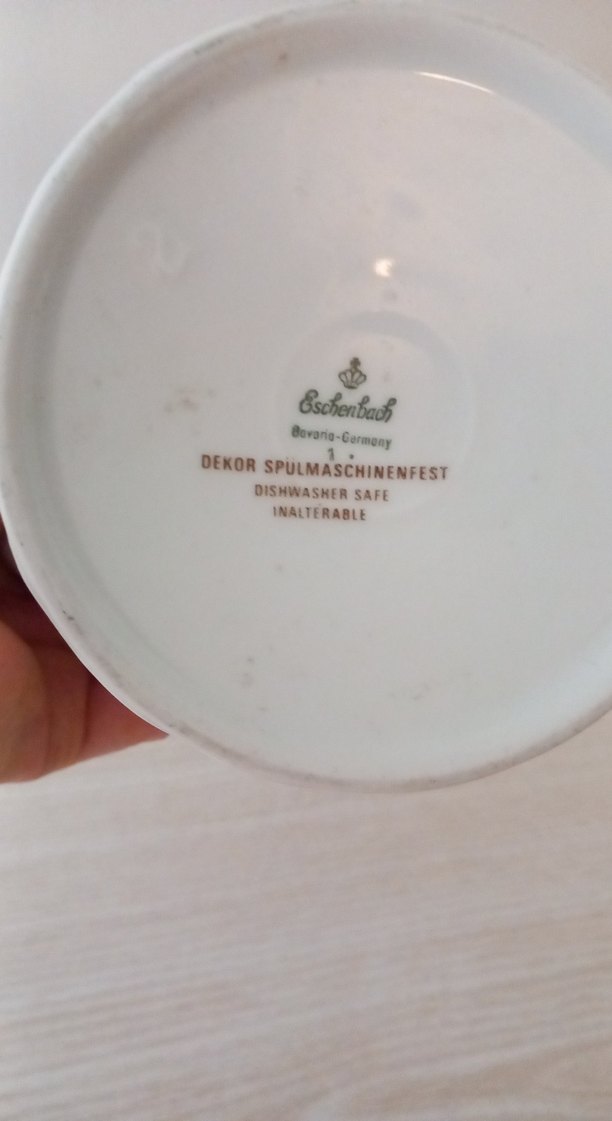 Eschenbach
Bavaria-Germany
1
DEKOR SPÜLMASCHINENFEST
DISHWASHER SAFE
INALTERABLE